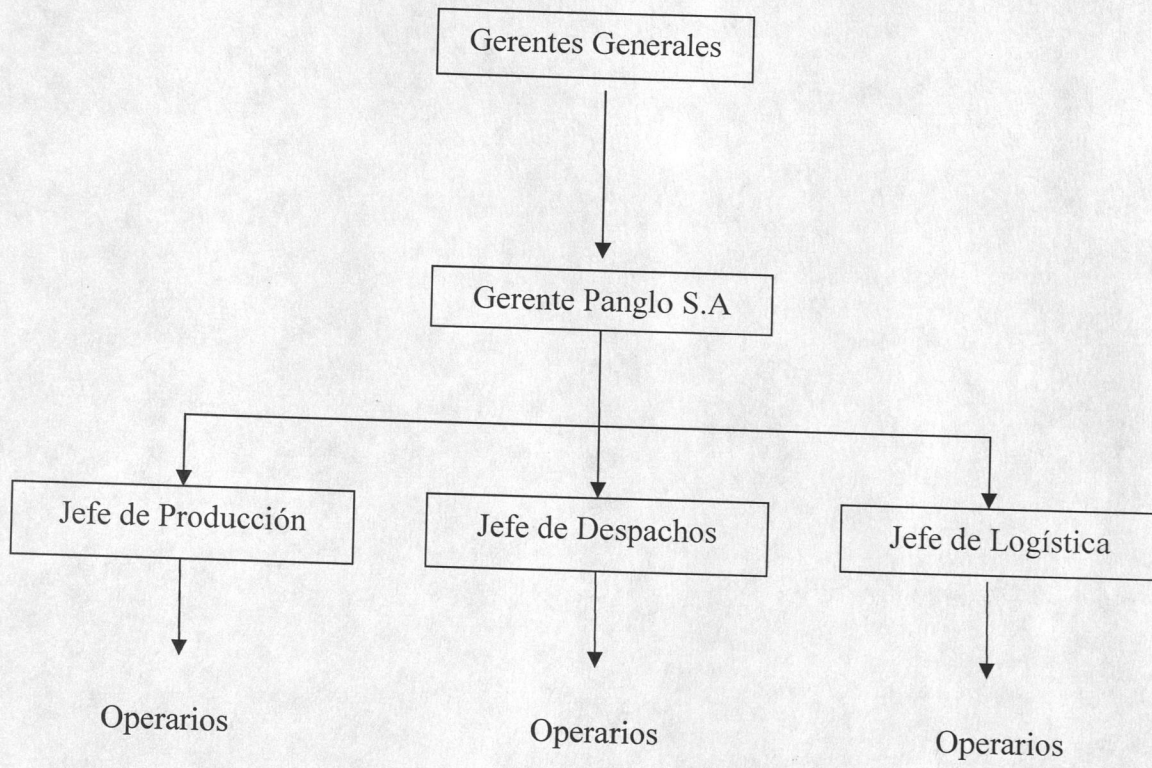 Gerentes Generales
Gerente Panglo S.A
Jefe de Producción
Jefe de Despachos
Jefe de Logística
Operarios
Operarios
Operarios